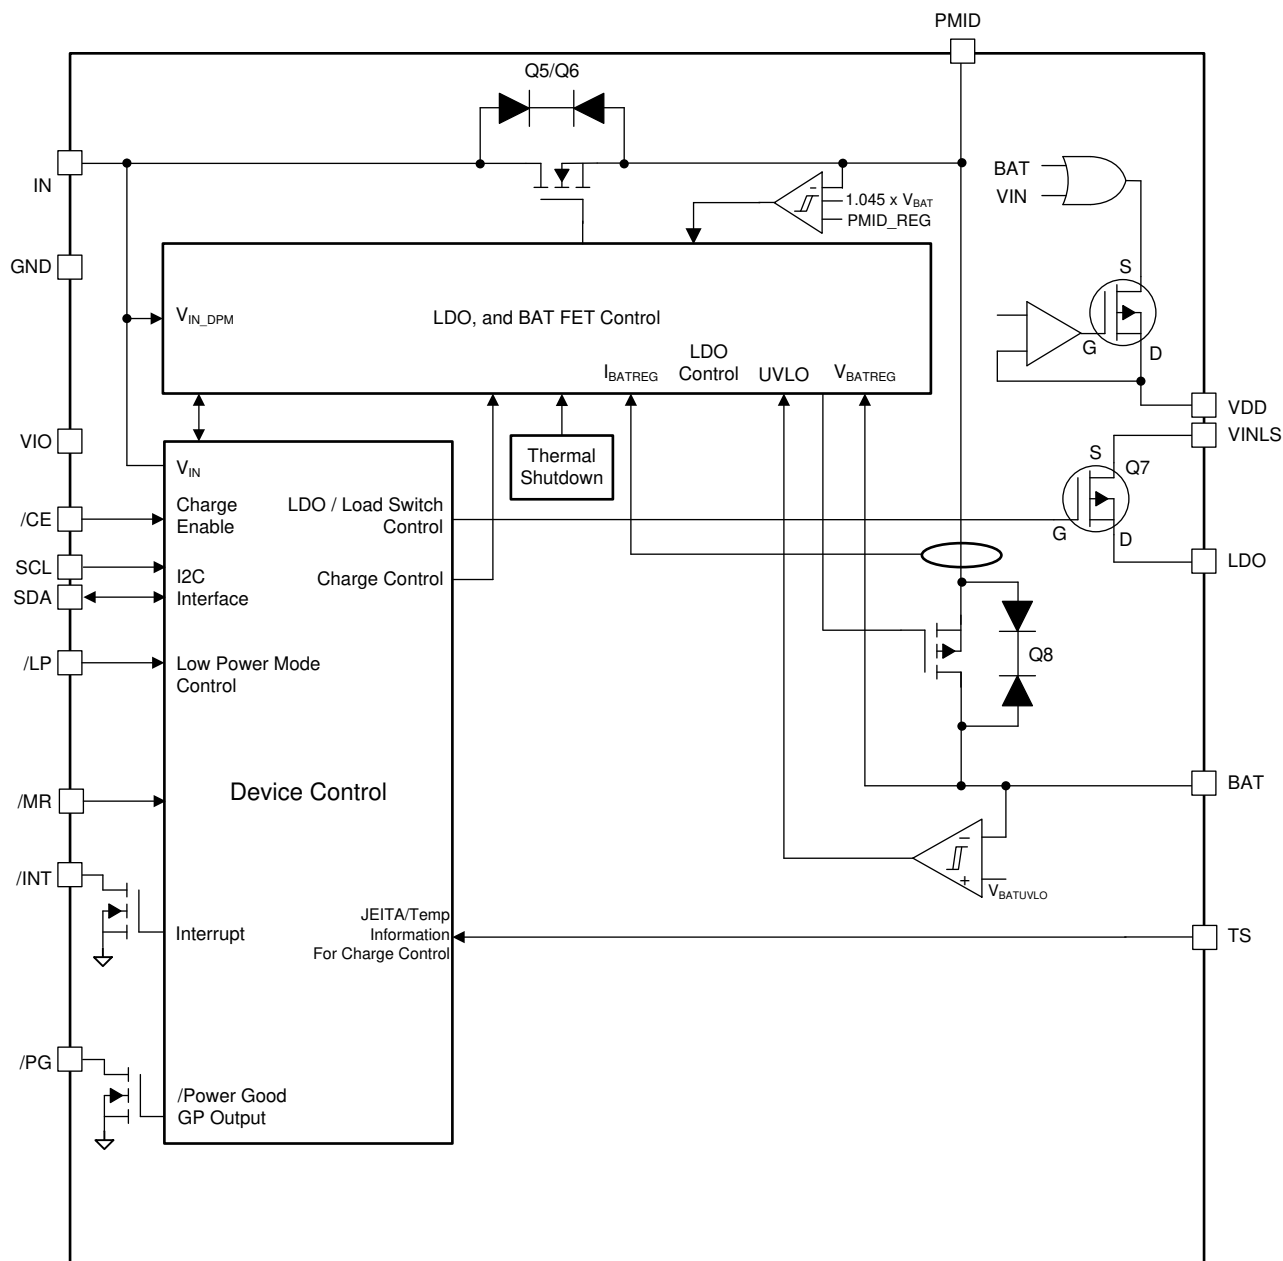 PMID
Q5/Q6
IN
BAT
VIN
1.045 x VBAT
PMID_REG
GND
S
G
D
VIN_DPM
LDO, and BAT FET Control
IBATREG
LDO
Control
UVLO
VBATREG
VDD
VINLS
VIO
VIN
Thermal
Shutdown
S
Q7
G
D
/CE
Charge
Enable
LDO / Load Switch
Control
LDO
SCL
SDA
I2C
Interface
Charge Control
/LP
Low Power Mode
Control
Q8
/MR
Device Control
BAT
−
+
VBATUVLO
/INT
Interrupt
JEITA/Temp
Information
For Charge Control
TS
/PG
/Power Good
GP Output